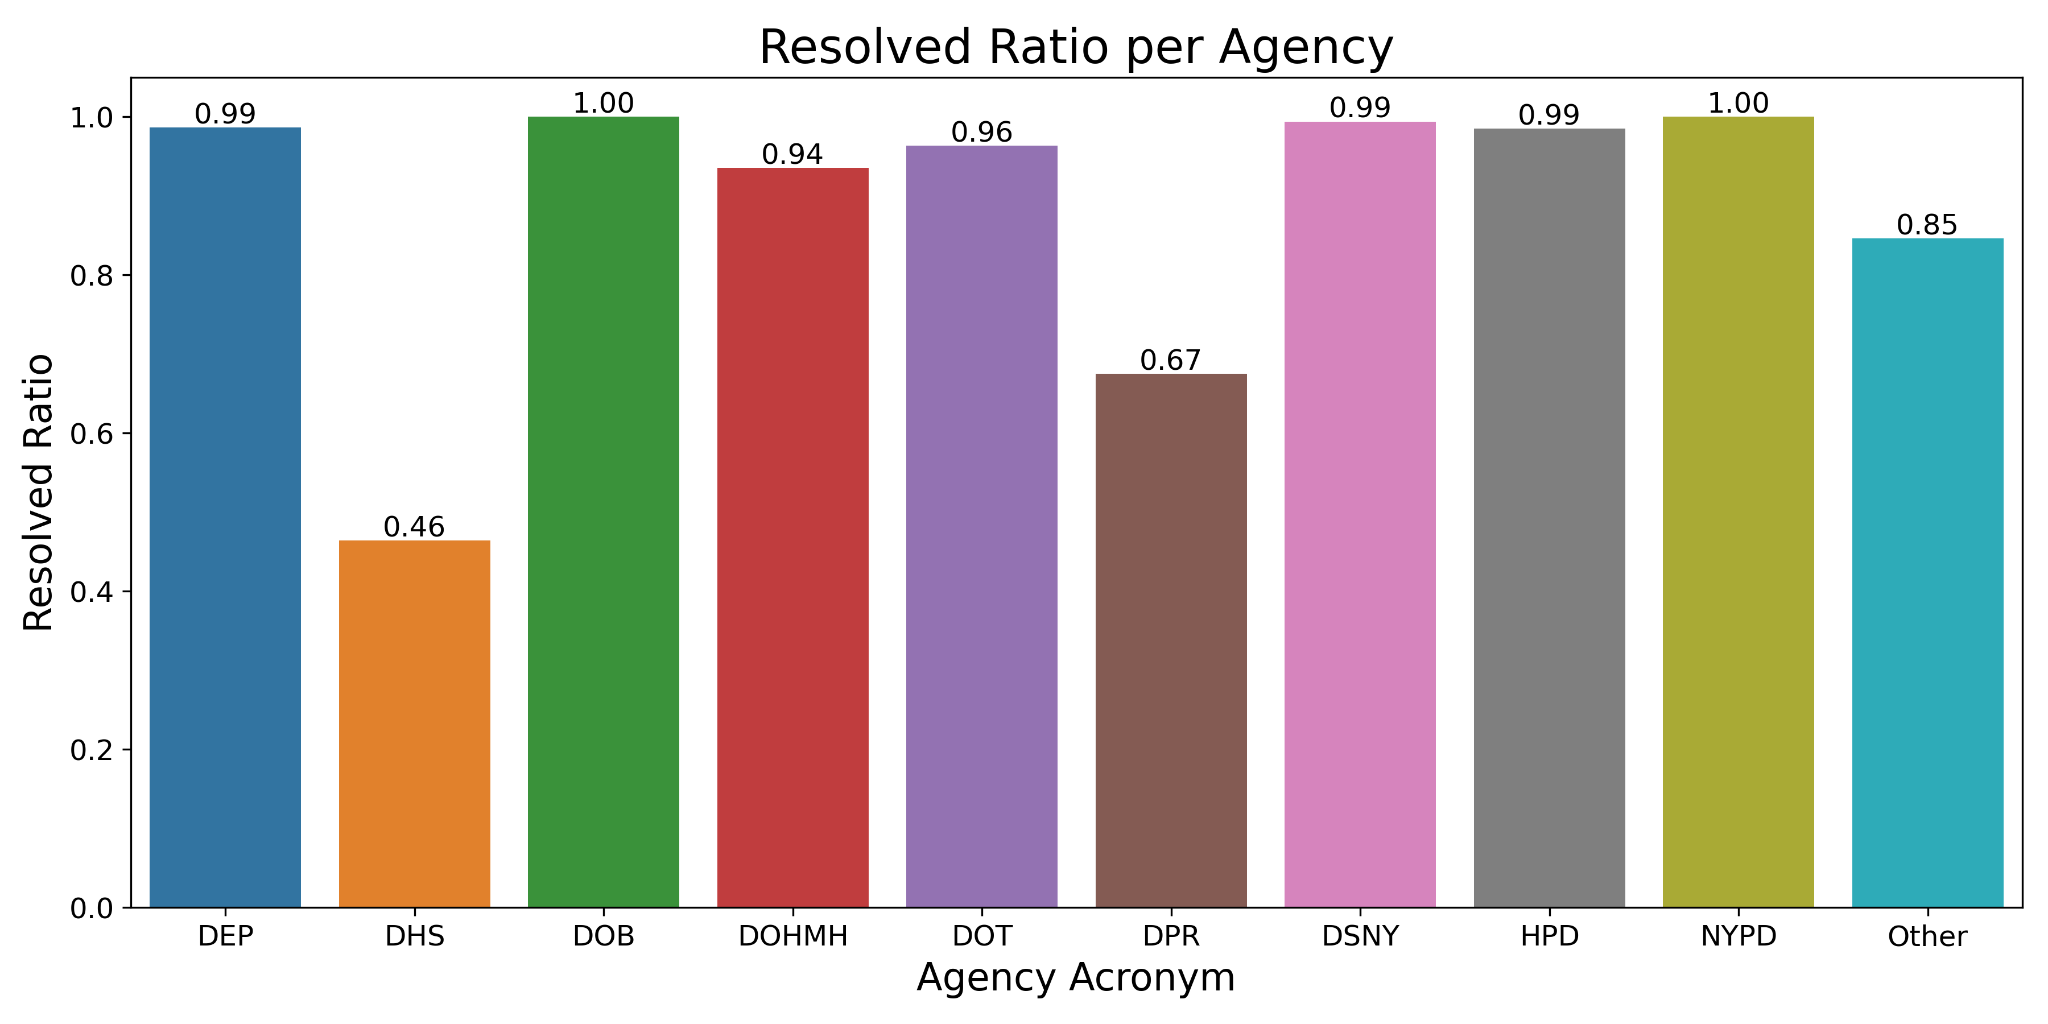 Resolved Ratio per Agency
Resolved Ratio
1.0
0.8
0.6
0.4
0.2
0.0
0.99
0.46
1.00
0.94
0.96
0.67
0.99
0.99
1.00
0.85
DEP
DHS
DOB
DOHMH
DOT
DPR
DSNY
HPD
NYPD
Other
Agency Acronym